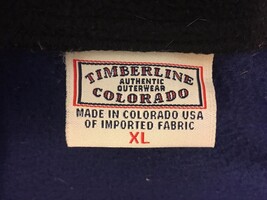 TIMBERLINE
AUTHENTIC
OUTERWEAR
COLORADO
MADE IN COLORADO USA
OF IMPORTED FABRIC
XL